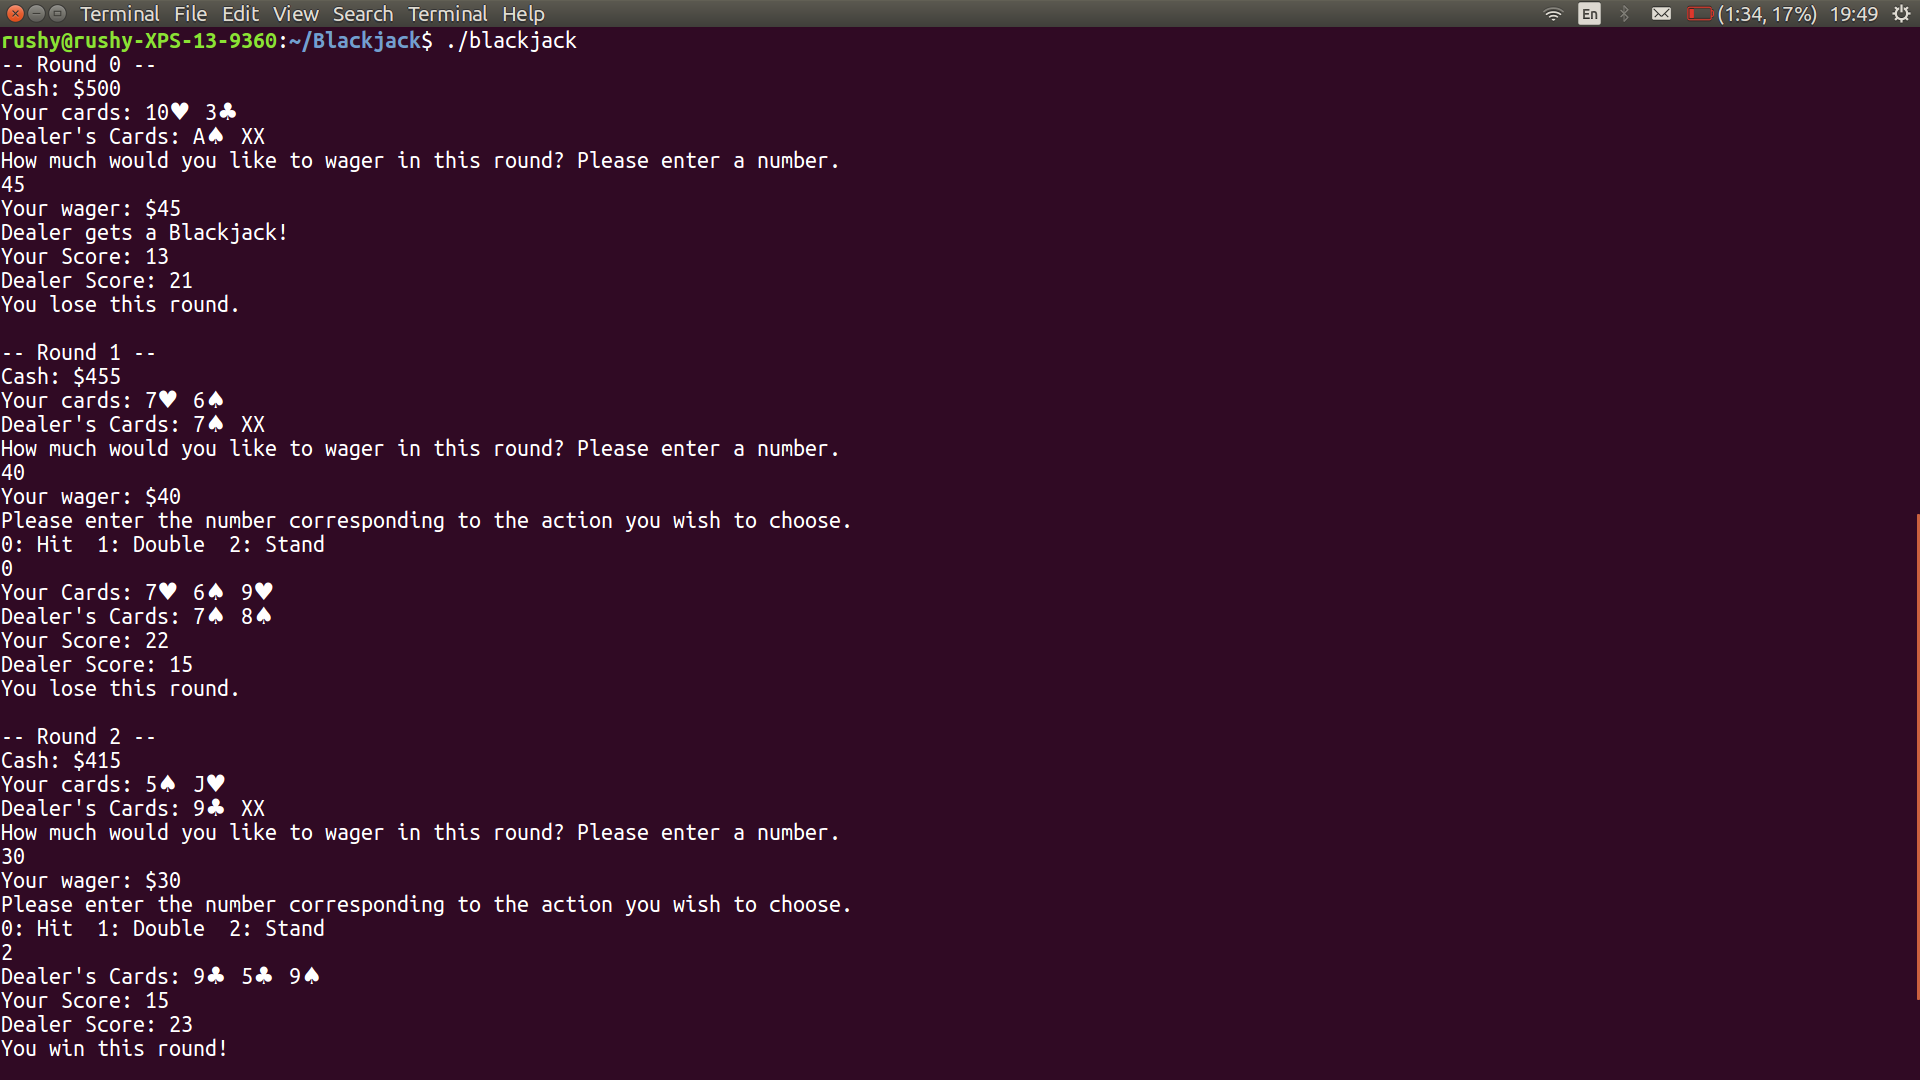 Terminal File Edit View Search Terminal Help En (1:34, 17%) 19:49
rushy@rushy-XPS-13-9360:~/Blackjack$ ./blackjack
-- Round 0 --
Cash: $500
Your cards: 10♥ 3♣
Dealer's Cards: A♠ XX
How much would you like to wager in this round? Please enter a number.
45
Your wager: $45
Dealer gets a Blackjack!
Your Score: 13
Dealer Score: 21
You lose this round.

-- Round 1 --
Cash: $455
Your cards: 7♥ 6♠
Dealer's Cards: 7♠ XX
How much would you like to wager in this round? Please enter a number.
40
Your wager: $40
Please enter the number corresponding to the action you wish to choose.
0: Hit  1: Double  2: Stand
0
Your Cards: 7♥ 6♠ 9♥
Dealer's Cards: 7♠ 8♠
Your Score: 22
Dealer Score: 15
You lose this round.

-- Round 2 --
Cash: $415
Your cards: 5♠ J♥
Dealer's Cards: 9♣ XX
How much would you like to wager in this round? Please enter a number.
30
Your wager: $30
Please enter the number corresponding to the action you wish to choose.
0: Hit  1: Double  2: Stand
2
Dealer's Cards: 9♣ 5♣ 9♠
Your Score: 15
Dealer Score: 23
You win this round!